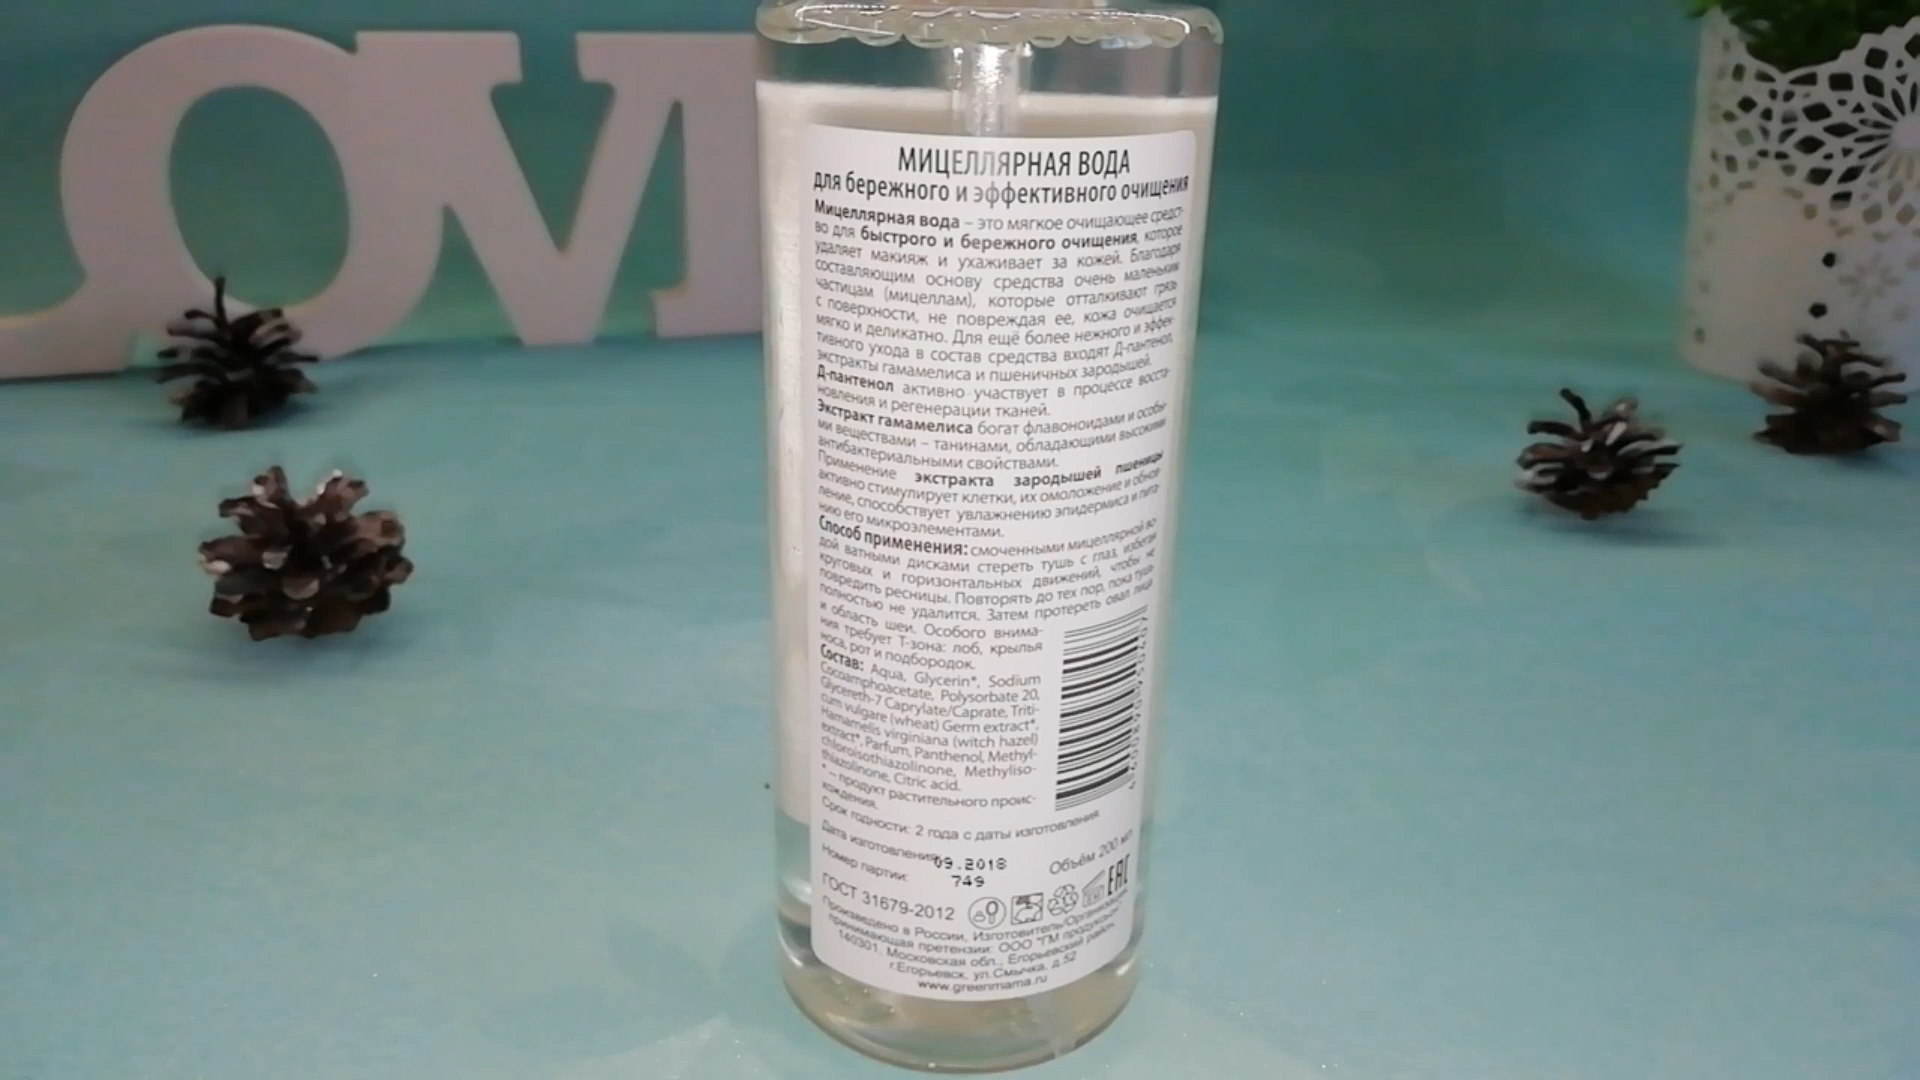 OVE
МИЦЕЛЛЯРНАЯ ВОДА
для бережного и эффективного очищения
Мицеллярная вода – это мягкое очищающее средст-
во для быстрого и бережного очищения, которое
удаляет макияж и ухаживает за кожей. Благодаря
составляющим основу средства очень маленьким
частицам (мицеллам), которые отталкивают грязь
с поверхности, не повреждая ее, кожа очищается
мягко и деликатно. Для ещё более нежного и эффек-
тивного ухода в состав средства входят Д-пантенол,
экстракты гамамелиса и пшеничных зародышей.
Д-пантенол активно участвует в процессе восста-
новления и регенерации тканей.
Экстракт гамамелиса богат флавоноидами и особы-
ми веществами – танинами, обладающими высокими
антибактериальными свойствами.
Применение экстракта зародышей пшеницы
активно стимулирует клетки, их омоложение и обнов-
ление, способствует увлажнению эпидермиса и пита-
нию его микроэлементами.
Способ применения: смоченными мицеллярной во-
дой ватными дисками стереть тушь с глаз, избегая
круговых и горизонтальных движений, чтобы не
повредить ресницы. Повторять до тех пор, пока тушь
полностью не удалится. Затем протереть овал лица
и область шеи. Особого внима-
ния требует Т-зона: лоб, крылья
носа, рот и подбородок.
Состав: Aqua, Glycerin*, Sodium
Cocoamphoacetate, Polysorbate 20,
Glycereth-7 Caprylate/Caprate, Triti-
cum vulgare (wheat) Germ extract*,
Hamamelis virginiana (witch hazel)
extract*, Parfum, Panthenol, Methyl-
chloroisothiazolinone, Methyliso-
thiazolinone, Citric acid.
* – продукт растительного проис-
хождения.
Срок годности: 2 года с даты изготовления
Дата изготовления: 09.2018
Объём 200 мл
Номер партии: 749
ГОСТ 31679-2012
EAC
Произведено в России. Изготовитель/Организация,
принимающая претензии: ООО "ГМ продукшн"
140301, Московская обл., Егорьевский район,
г.Егорьевск, ул.Смычка, д.52
www.greenmama.ru